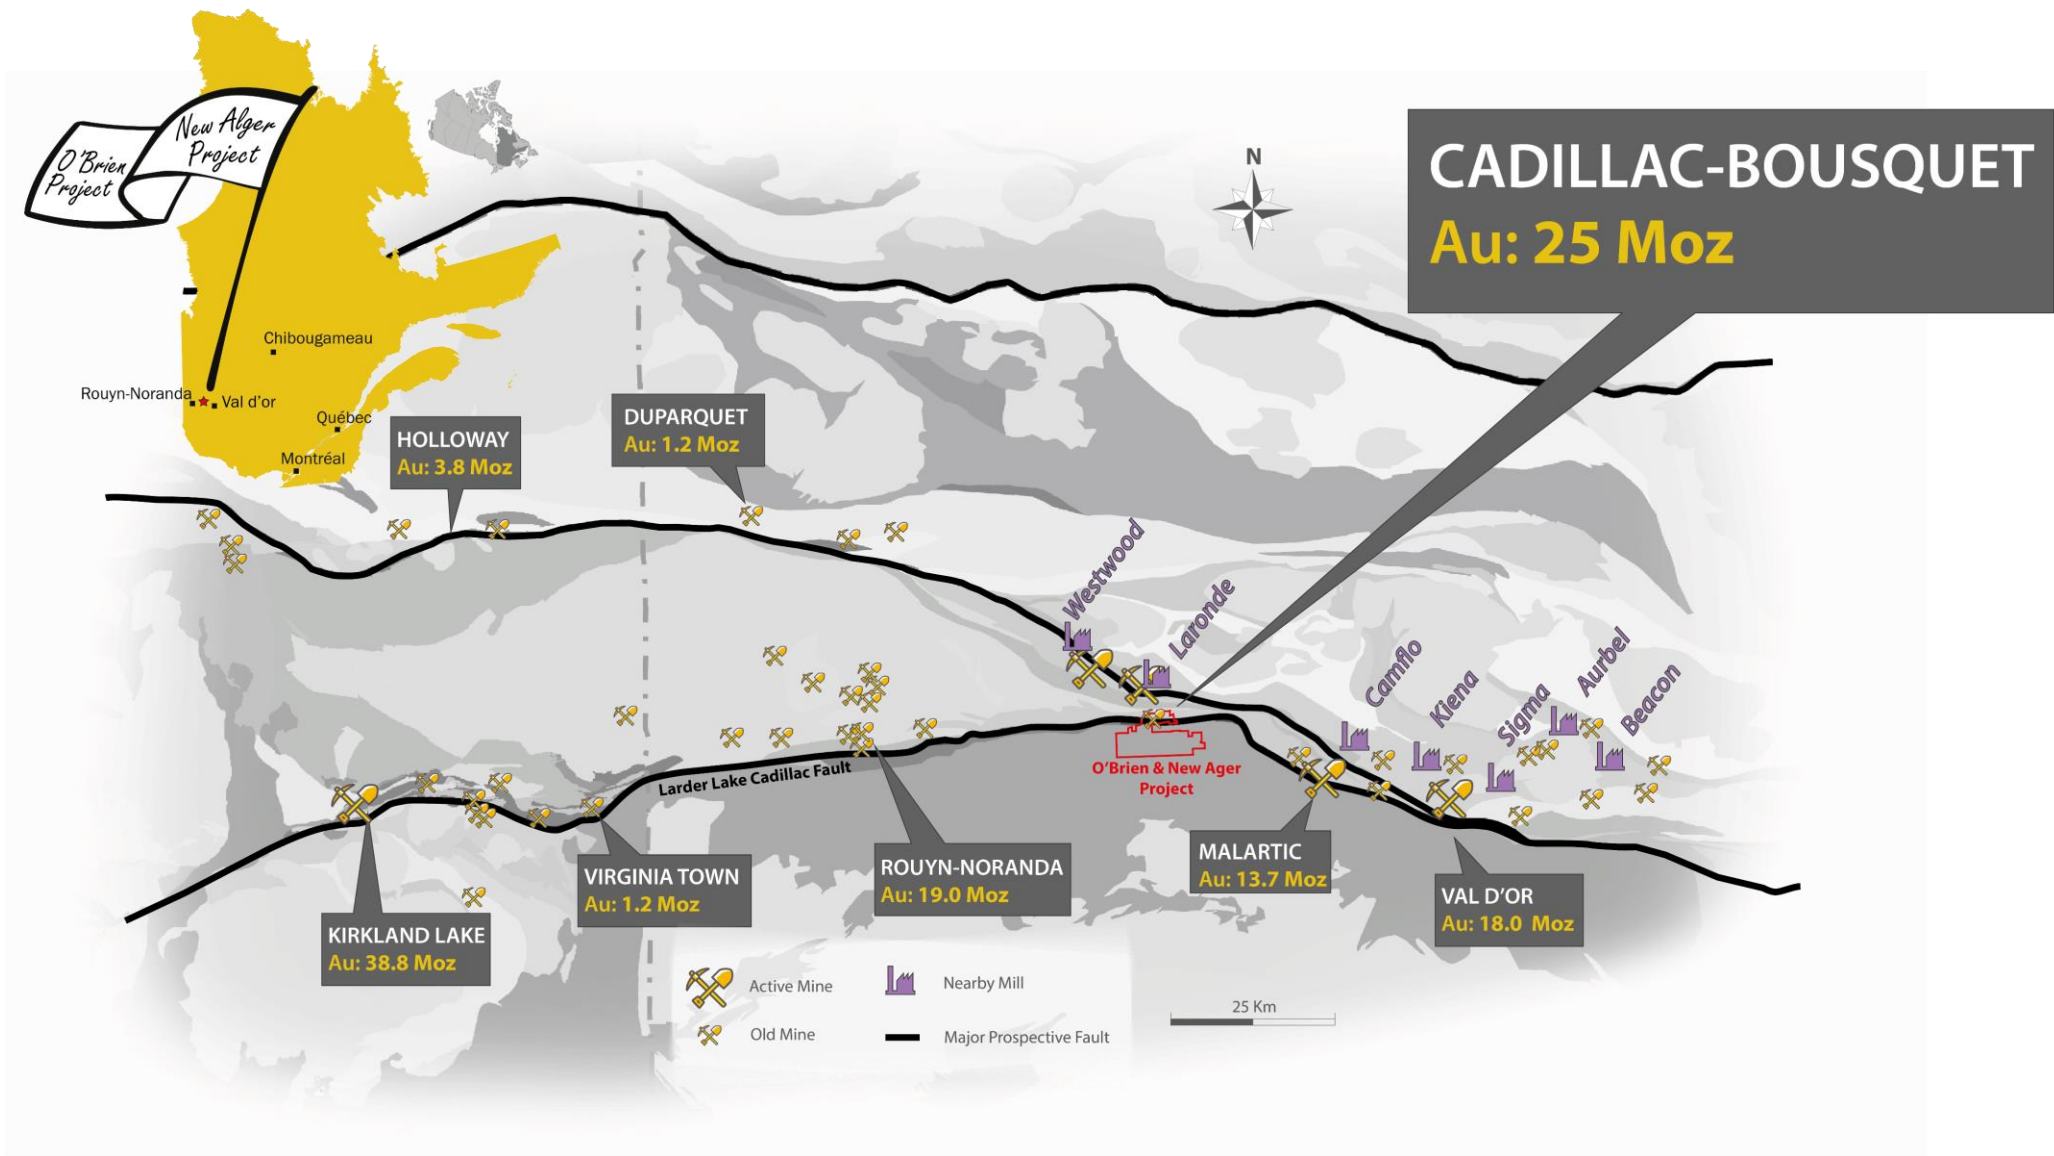 New Alger
Project
O'Brien
Project
N
CADILLAC-BOUSQUET
Au: 25 Moz
Chibougameau
Rouyn-Noranda
Val d'or
Québec
Montréal
HOLLOWAY
Au: 3.8 Moz
DUPARQUET
Au: 1.2 Moz
Westwood
Laronde
Camflo
Kiena
Sigma
Aurbel
Beacon
Larder Lake Cadillac Fault
O'Brien & New Ager
Project
KIRKLAND LAKE
Au: 38.8 Moz
VIRGINIA TOWN
Au: 1.2 Moz
ROUYN-NORANDA
Au: 19.0 Moz
MALARTIC
Au: 13.7 Moz
VAL D'OR
Au: 18.0 Moz
Active Mine
Nearby Mill
Old Mine
Major Prospective Fault
25 Km